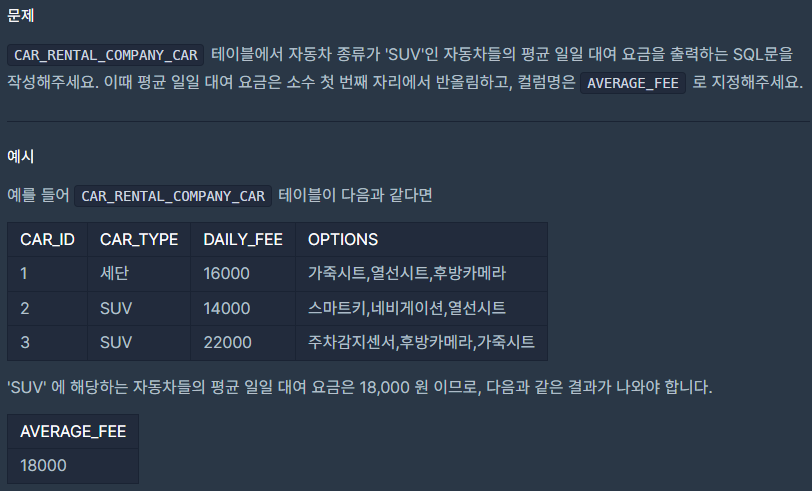 문제
CAR_RENTAL_COMPANY_CAR 테이블에서 자동차 종류가 'SUV'인 자동차들의 평균 일일 대여 요금을 출력하는 SQL문을
작성해주세요. 이때 평균 일일 대여 요금은 소수 첫 번째 자리에서 반올림하고, 컬럼명은 AVERAGE_FEE 로 지정해주세요.
예시
예를 들어 CAR_RENTAL_COMPANY_CAR 테이블이 다음과 같다면
CAR_ID CAR_TYPE DAILY_FEE OPTIONS
1 세단 16000 가죽시트,열선시트,후방카메라
2 SUV 14000 스마트키,네비게이션,열선시트
3 SUV 22000 주차감지센서,후방카메라,가죽시트
'SUV' 에 해당하는 자동차들의 평균 일일 대여 요금은 18,000 원 이므로, 다음과 같은 결과가 나와야 합니다.
AVERAGE_FEE
18000